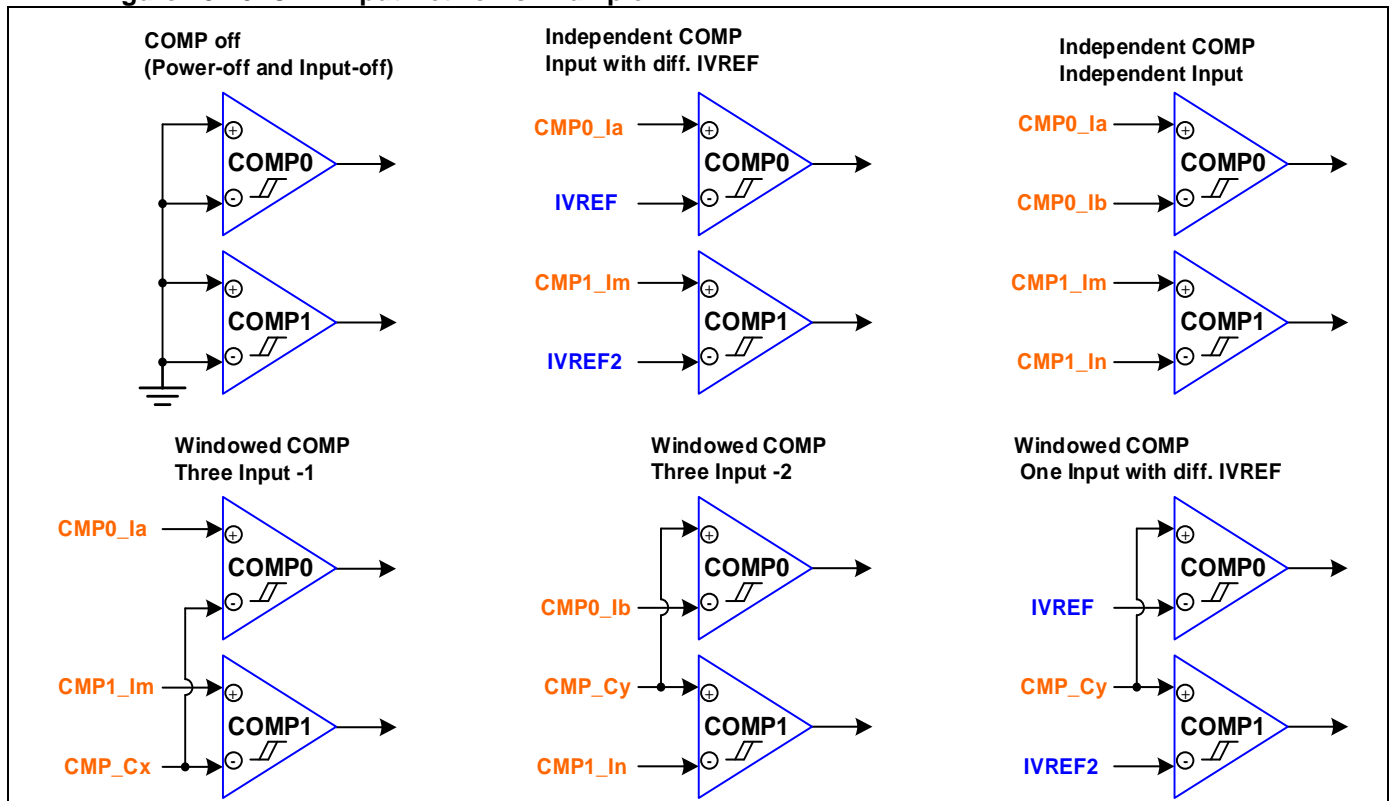 COMP off
(Power-off and Input-off)
+
COMP0
-
+
COMP1
-
Independent COMP
Input with diff. IVREF
CMP0_Ia
+
COMP0
IVREF
-
CMP1_Im
+
COMP1
IVREF2
-
Independent COMP
Independent Input
CMP0_Ia
+
COMP0
CMP0_Ib
-
CMP1_Im
+
COMP1
CMP1_In
-
Windowed COMP
Three Input -1
CMP0_Ia
+
COMP0
-
CMP1_Im
+
COMP1
CMP_Cx
-
Windowed COMP
Three Input -2
+
COMP0
CMP0_Ib
-
CMP_Cy
+
COMP1
CMP1_In
-
Windowed COMP
One Input with diff. IVREF
+
COMP0
IVREF
-
CMP_Cy
+
COMP1
IVREF2
-